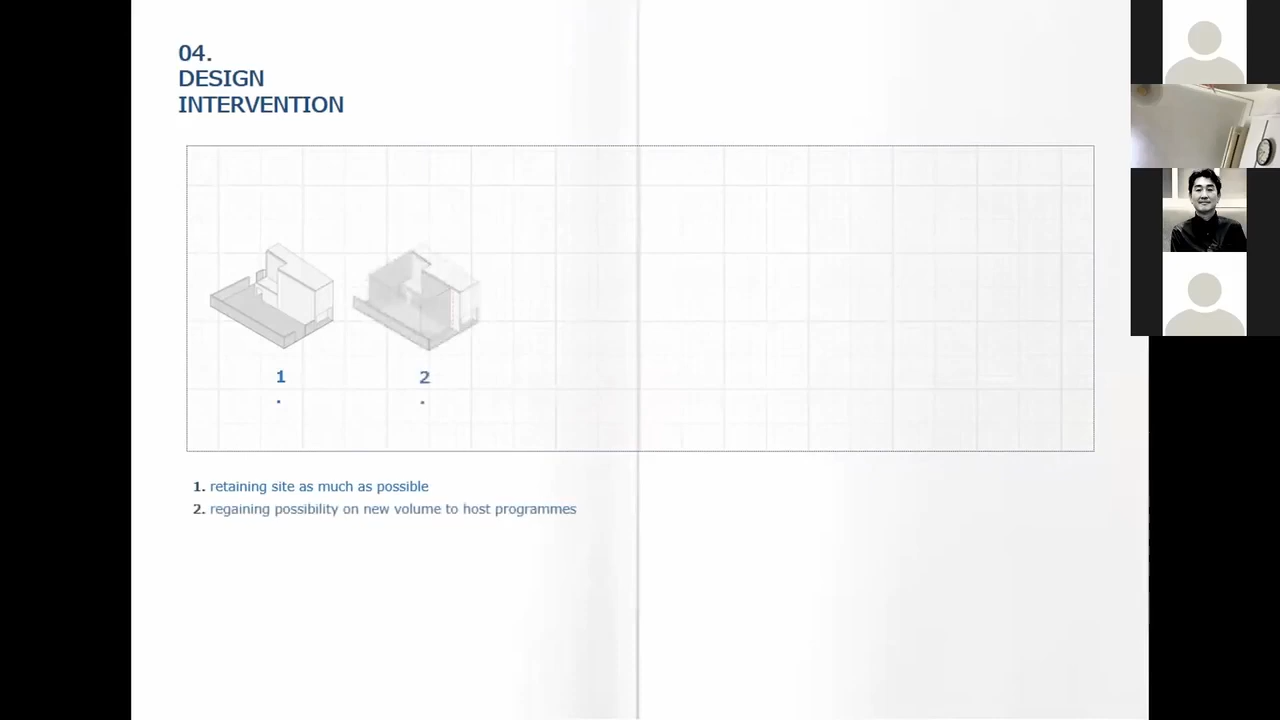 04.
DESIGN
INTERVENTION
1
.
2
.
1. retaining site as much as possible
2. regaining possibility on new volume to host programmes